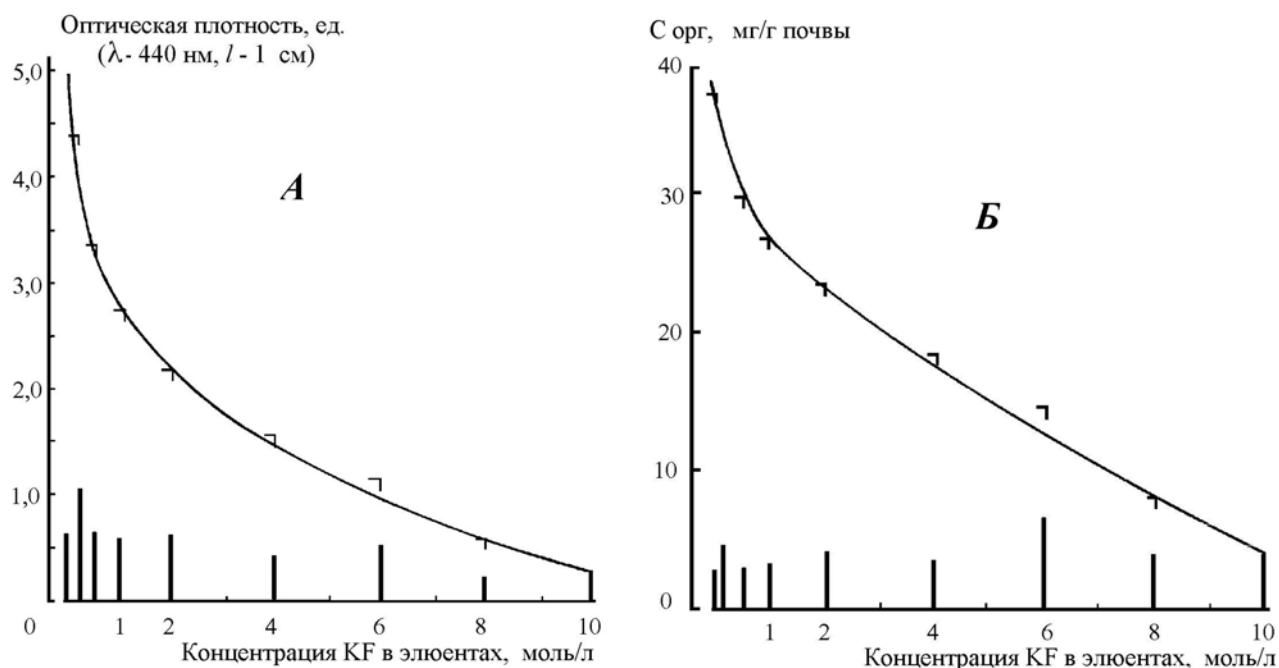 Оптическая плотность, ед.
(λ- 440 нм, l - 1 см)
5,0
4,0
3,0
2,0
1,0
А
0 1 2 4 6 8 10
Концентрация KF в элюентах, моль/л
С орг, мг/г почвы
40
30
20
10
0
Б
1 2 4 6 8 10
Концентрация KF в элюентах, моль/л